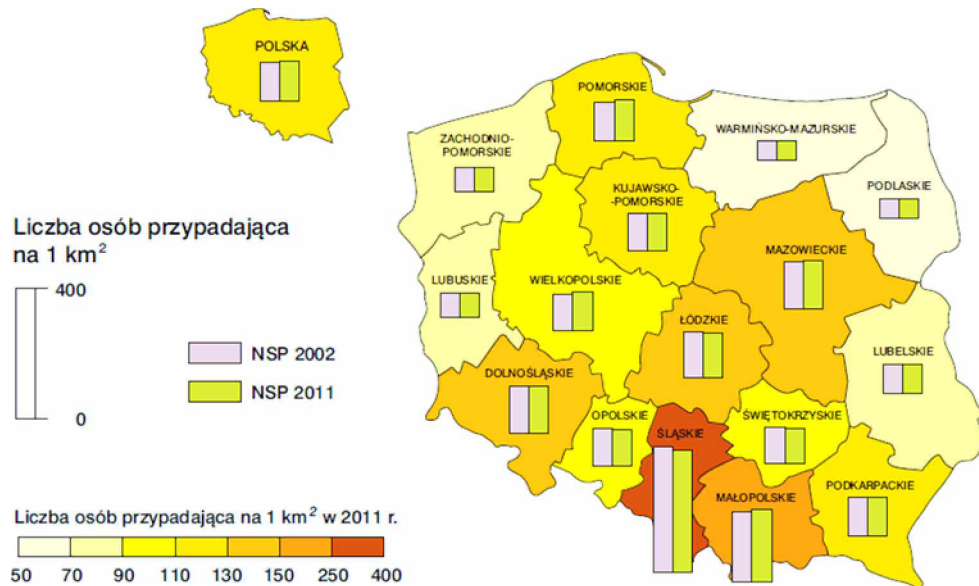 POLSKA
POMORSKIE
WARMIŃSKO-MAZURSKIE
ZACHODNIO-
POMORSKIE
KUJAWSKO-
-POMORSKIE
PODLASKIE
Liczba osób przypadająca
na 1 km²
MAZOWIECKIE
400
LUBUSKIE
WIELKOPOLSKIE
ŁÓDZKIE
NSP 2002
LUBELSKIE
DOLNOŚLĄSKIE
NSP 2011
0
OPOLSKIE
ŚWIĘTOKRZYSKIE
ŚLĄSKIE
PODKARPACKIE
MAŁOPOLSKIE
Liczba osób przypadająca na 1 km² w 2011 r.
50 70 90 110 130 150 250 400